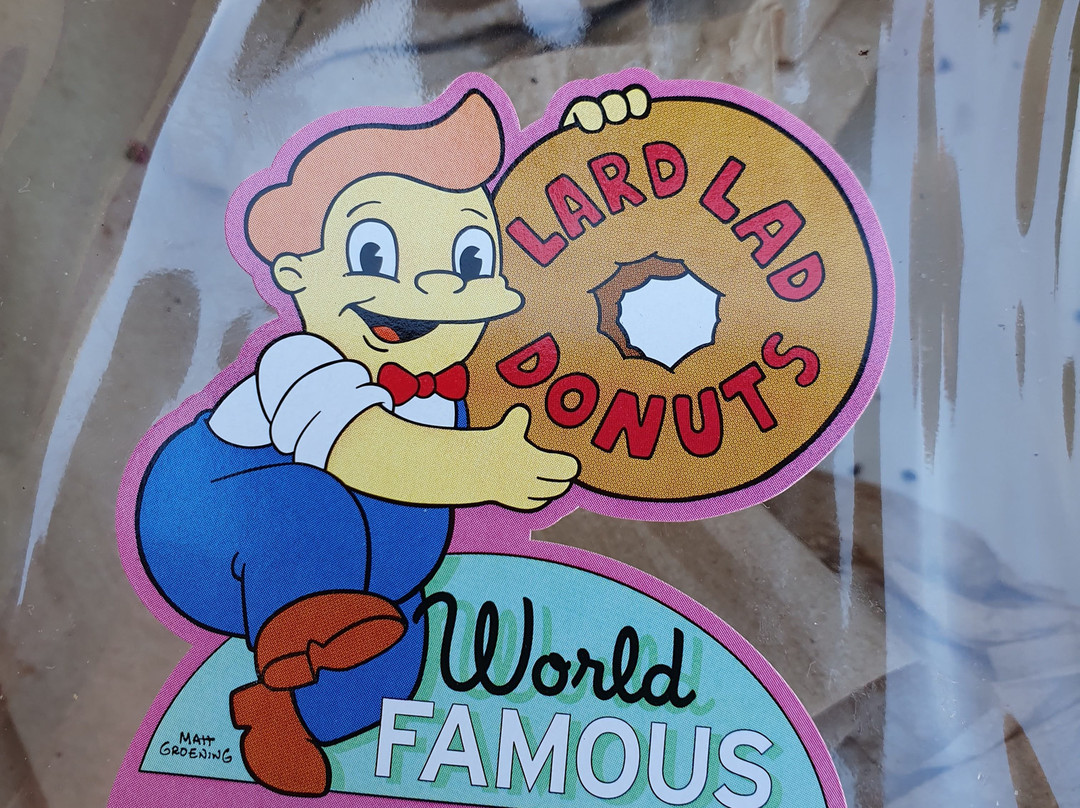 LARD LAD
DONUTS
World
FAMOUS
MATT
GROENING